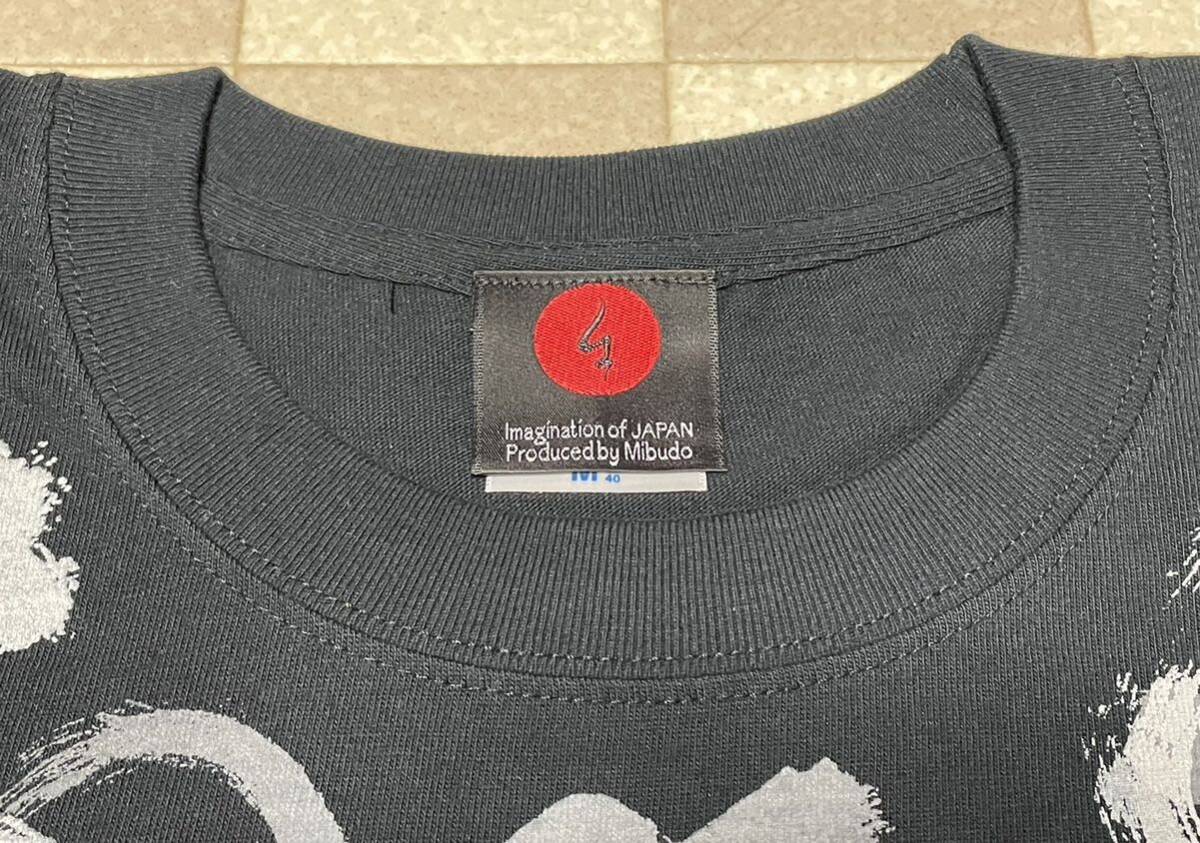 Imagination of JAPAN
Produced by Mibudo
M 40